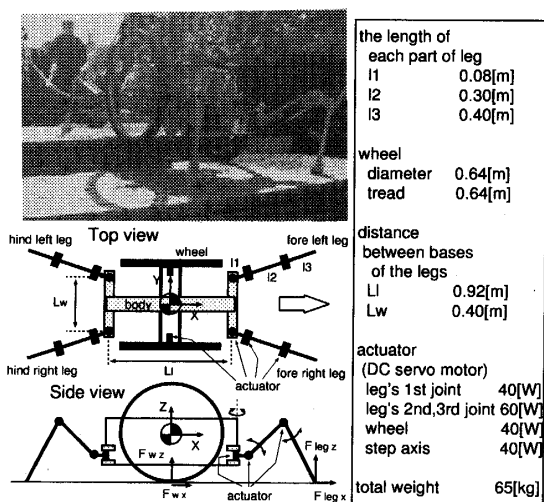 the length of
each part of leg
l1 0.08[m]
l2 0.30[m]
l3 0.40[m]
wheel
diameter 0.64[m]
tread 0.64[m]
distance
between bases
of the legs
Ll 0.92[m]
Lw 0.40[m]
actuator
(DC servo motor)
leg's 1st joint 40[W]
leg's 2nd,3rd joint 60[W]
wheel 40[W]
step axis 40[W]
total weight 65[kg]
Top view
hind left leg
wheel
fore left leg
l1
l2
l3
Y
Lw
body
X
Ll
hind right leg
actuator
fore right leg
Side view
Z
X
F w z
F leg z
F w x
actuator
F leg x